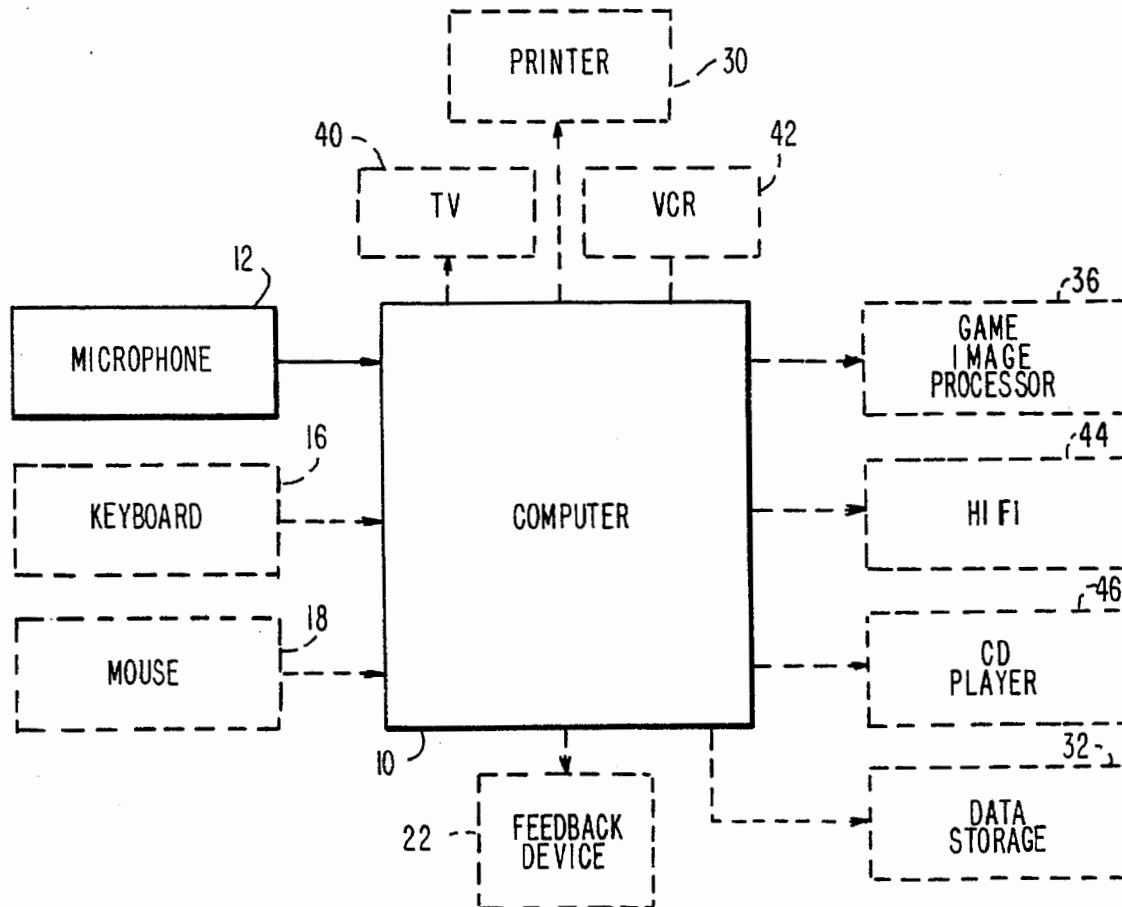 PRINTER
30
40
42
TV
VCR
12
36
MICROPHONE
GAME
IMAGE
PROCESSOR
16
44
KEYBOARD
COMPUTER
HI FI
18
46
MOUSE
CD
PLAYER
10
32
22
FEEDBACK
DEVICE
DATA
STORAGE